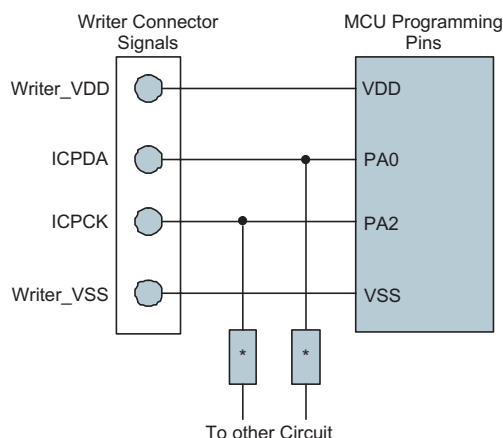 Writer Connector
Signals
MCU Programming
Pins
Writer_VDD
VDD
ICPDA
PA0
ICPCK
PA2
Writer_VSS
VSS
* *
To other Circuit